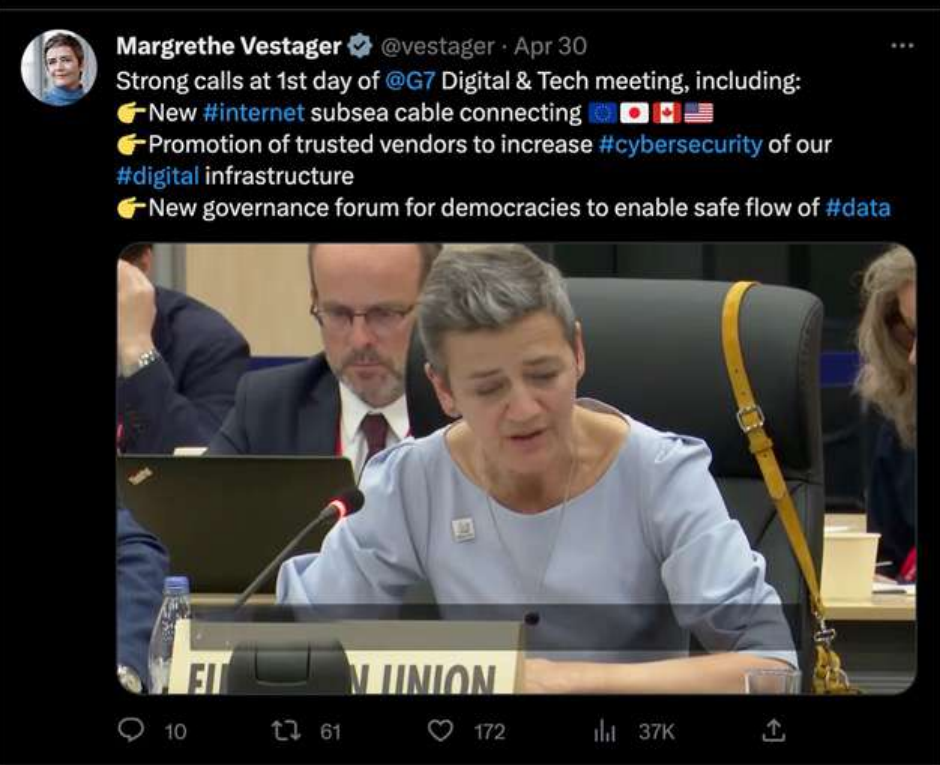 Margrethe Vestager @vestager · Apr 30
Strong calls at 1st day of @G7 Digital & Tech meeting, including:
👉New #internet subsea cable connecting 🇪🇺🇯🇵🇨🇦🇺🇸
👉Promotion of trusted vendors to increase #cybersecurity of our
#digital infrastructure
👉New governance forum for democracies to enable safe flow of #data
UNION
10 61 172 37K